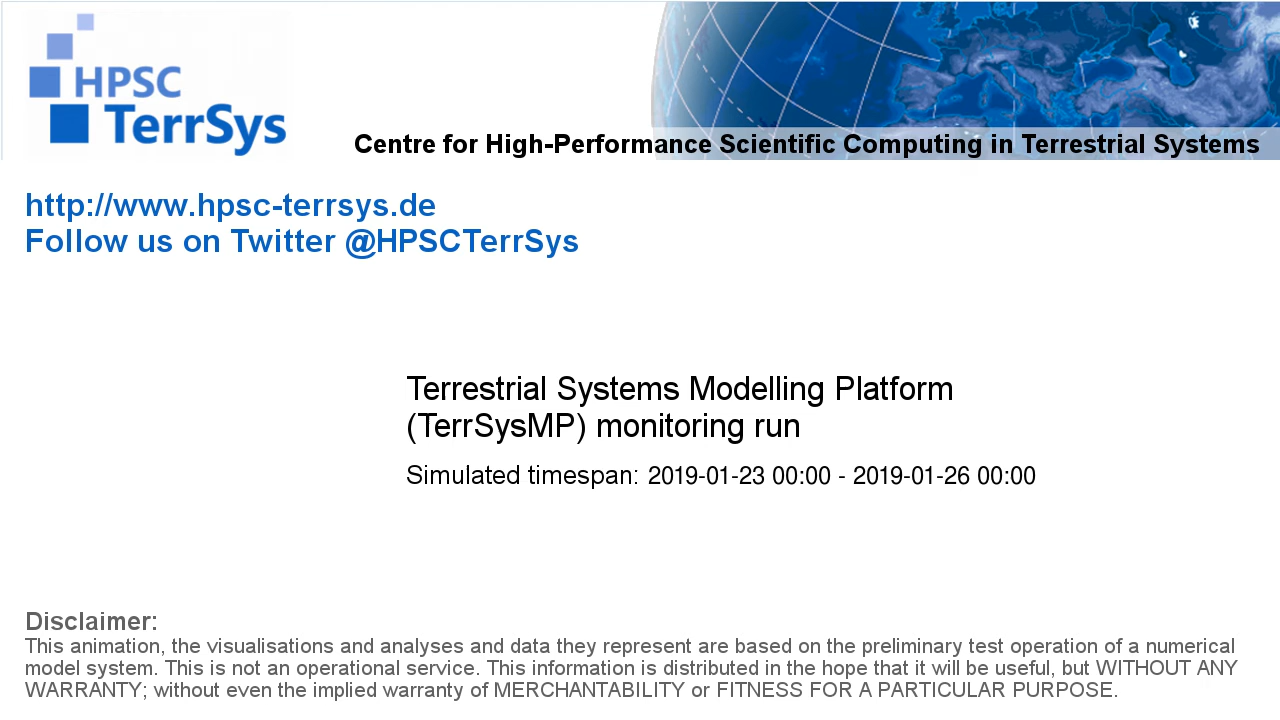 HPSC
TerrSys
Centre for High-Performance Scientific Computing in Terrestrial Systems
http://www.hpsc-terrsys.de
Follow us on Twitter @HPSCTerrSys
Terrestrial Systems Modelling Platform
(TerrSysMP) monitoring run
Simulated timespan: 2019-01-23 00:00 - 2019-01-26 00:00
Disclaimer:
This animation, the visualisations and analyses and data they represent are based on the preliminary test operation of a numerical
model system. This is not an operational service. This information is distributed in the hope that it will be useful, but WITHOUT ANY
WARRANTY; without even the implied warranty of MERCHANTABILITY or FITNESS FOR A PARTICULAR PURPOSE.